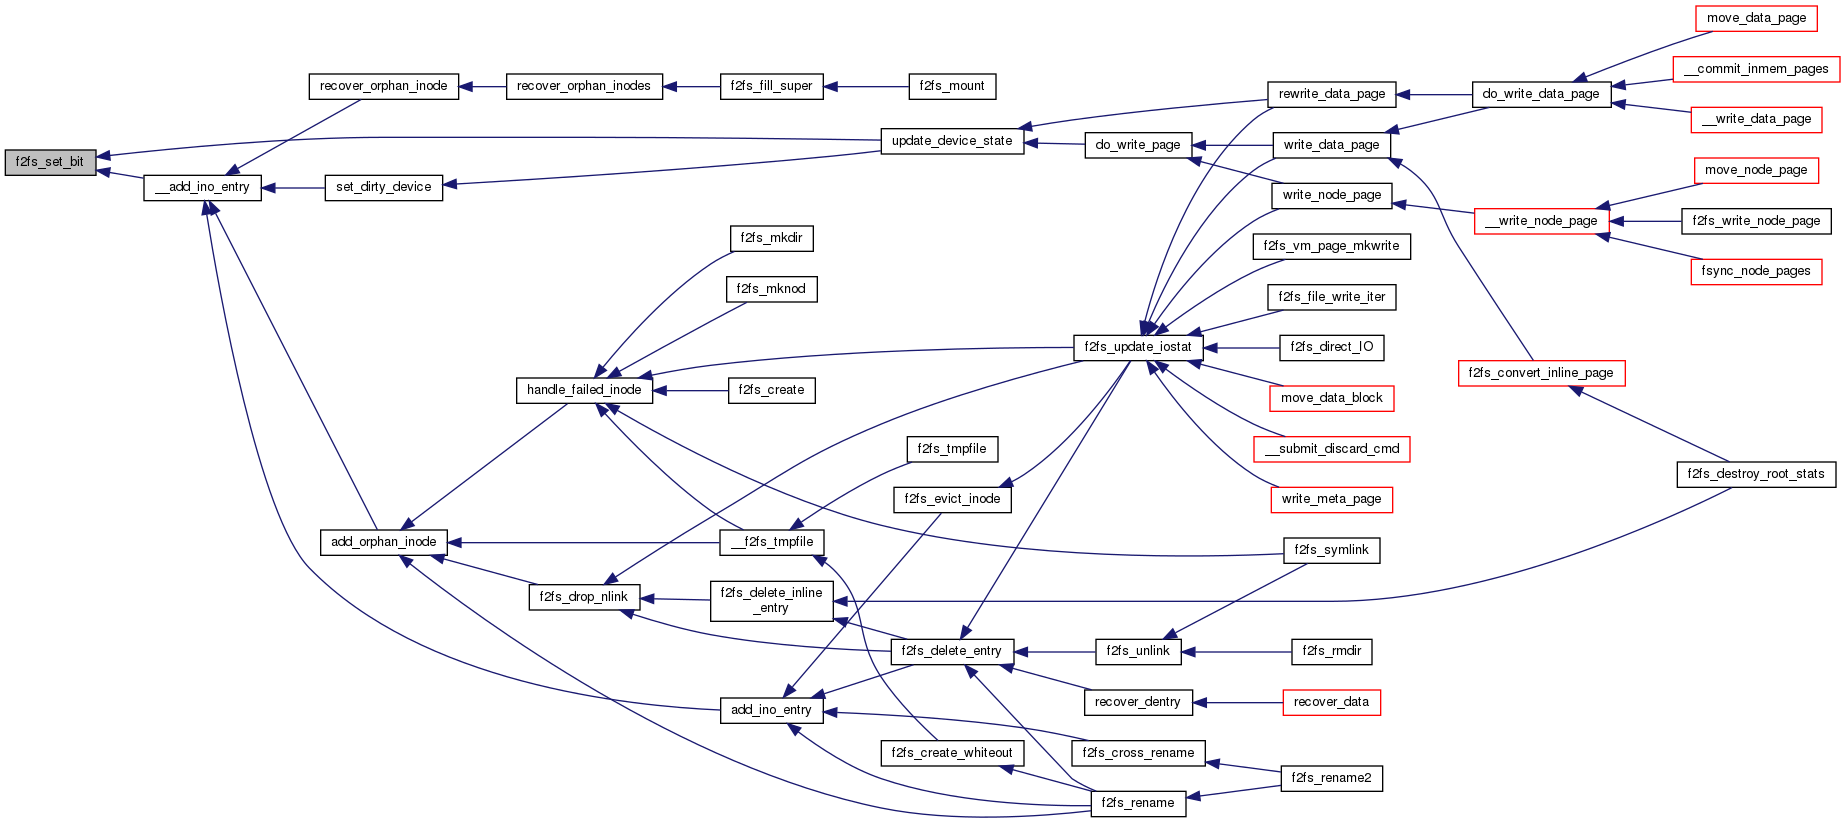 move_data_page
__commit_inmem_pages
recover_orphan_inode
recover_orphan_inodes
f2fs_fill_super
f2fs_mount
rewrite_data_page
do_write_data_page
__write_data_page
f2fs_set_bit
update_device_state
do_write_page
write_data_page
__add_ino_entry
set_dirty_device
write_node_page
move_node_page
__write_node_page
f2fs_write_node_page
f2fs_mkdir
f2fs_vm_page_mkwrite
fsync_node_pages
f2fs_mknod
f2fs_file_write_iter
f2fs_update_iostat
f2fs_direct_IO
handle_failed_inode
f2fs_create
move_data_block
f2fs_convert_inline_page
f2fs_tmpfile
__submit_discard_cmd
f2fs_destroy_root_stats
f2fs_evict_inode
write_meta_page
add_orphan_inode
__f2fs_tmpfile
f2fs_symlink
f2fs_drop_nlink
f2fs_delete_inline
_entry
f2fs_delete_entry
f2fs_unlink
f2fs_rmdir
add_ino_entry
recover_dentry
recover_data
f2fs_create_whiteout
f2fs_cross_rename
f2fs_rename2
f2fs_rename